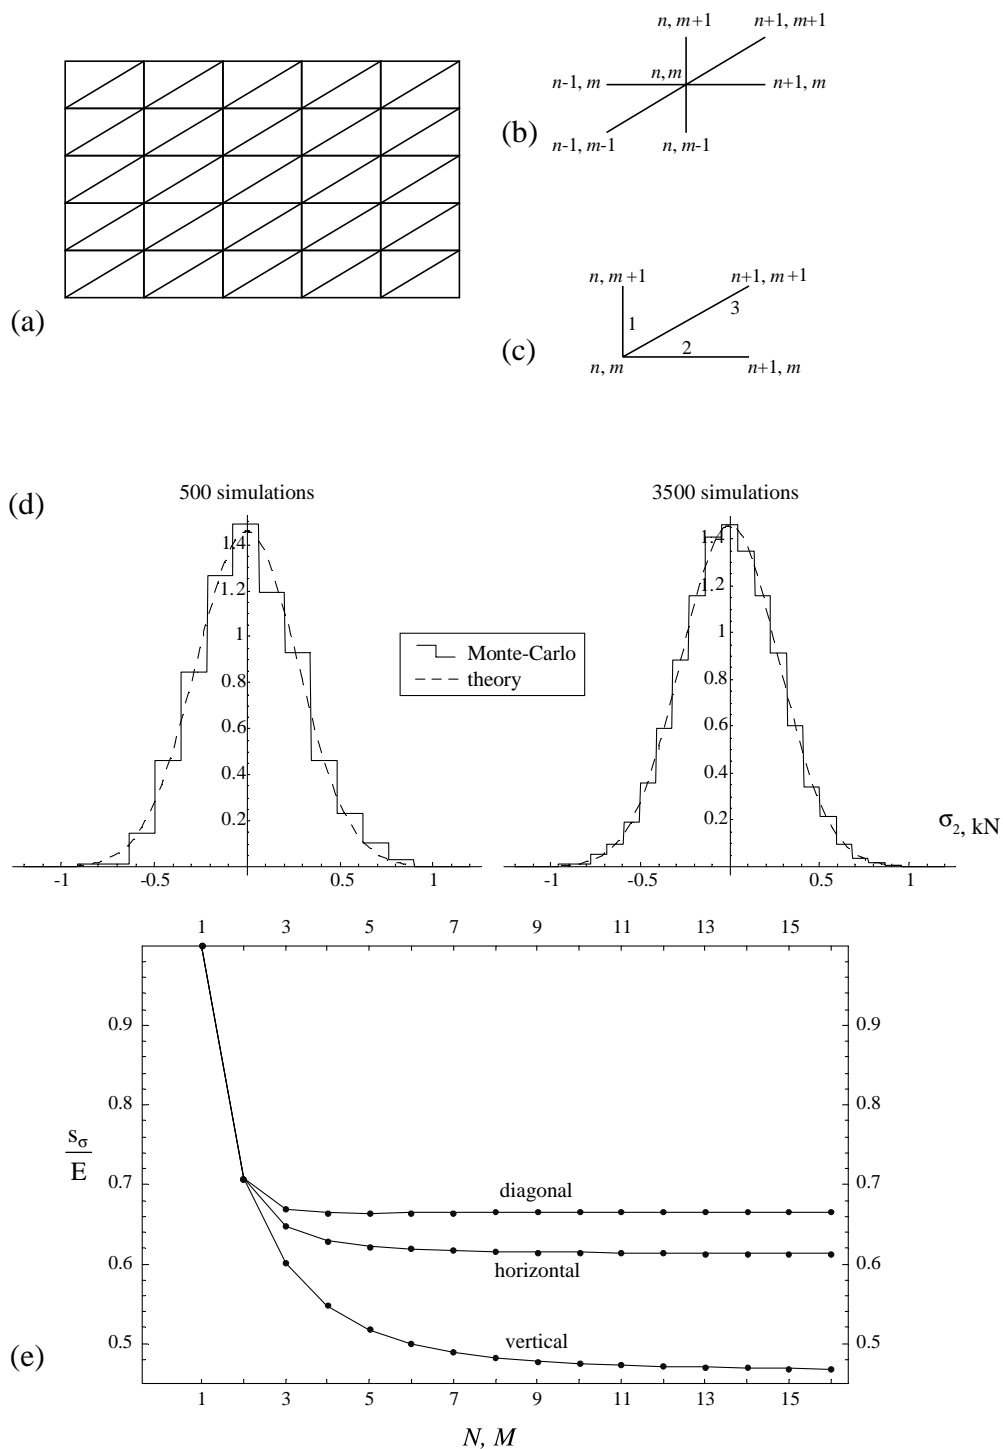 (a)
n, m+1 n+1, m+1
n-1, m n, m n+1, m
(b)
n-1, m-1 n, m-1
n, m+1 n+1, m+1
1 3
2
(c)
n, m n+1, m
(d)
500 simulations
1.4
1.2
1
0.8
0.6
0.4
0.2
-1 -0.5 0.5 1
Monte-Carlo
theory
3500 simulations
1.4
1.2
1
0.8
0.6
0.4
0.2
-1 -0.5 0.5 1
σ2, kN
1 3 5 7 9 11 13 15
0.9 0.9
0.8 0.8
sσ
E
0.7 0.7
diagonal
0.6 0.6
horizontal
vertical
0.5 0.5
(e)
1 3 5 7 9 11 13 15
N, M